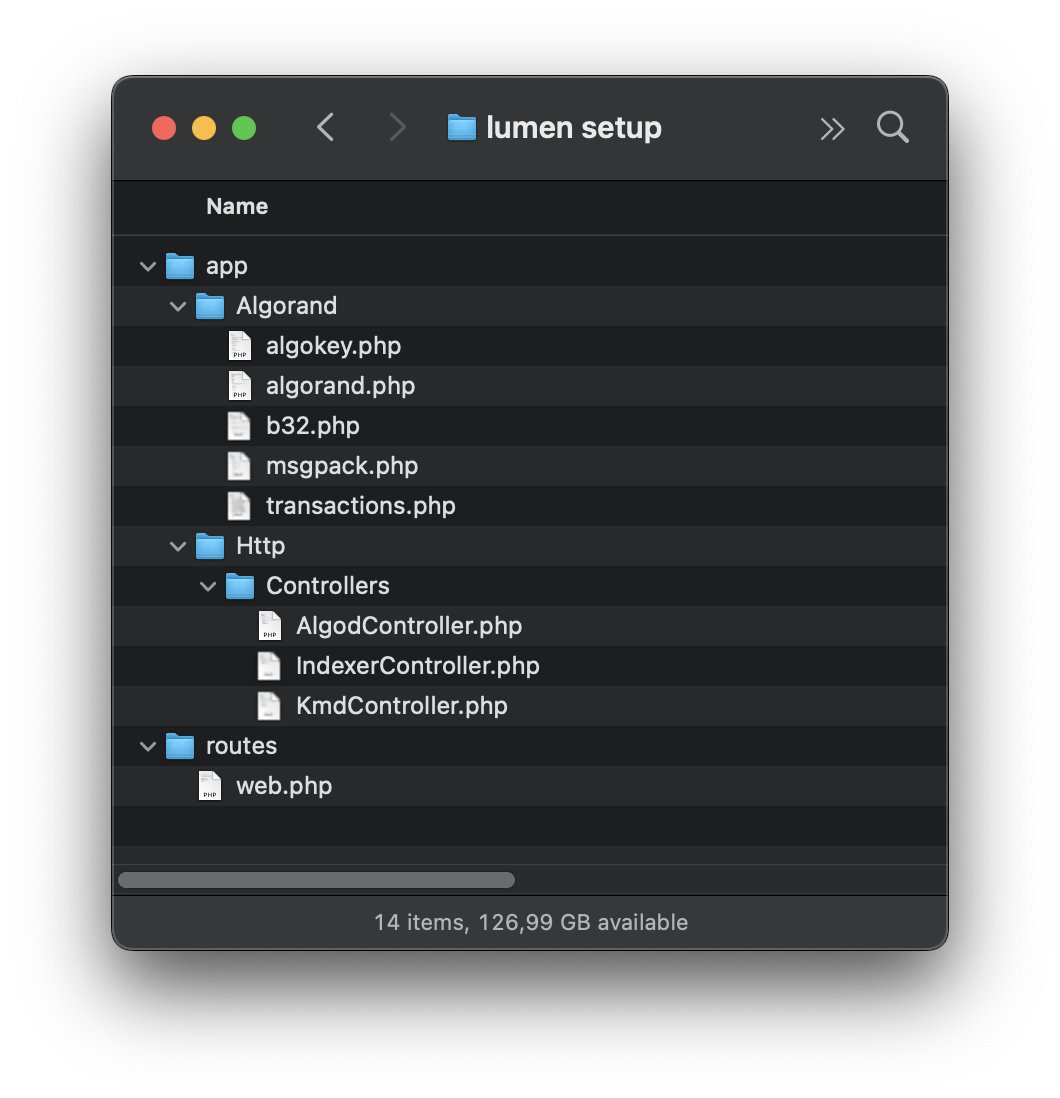 lumen setup
Name
app
Algorand
PHP algokey.php
PHP algorand.php
b32.php
msgpack.php
transactions.php
Http
Controllers
PHP AlgodController.php
IndexerController.php
KmdController.php
routes
PHP web.php
14 items, 126,99 GB available